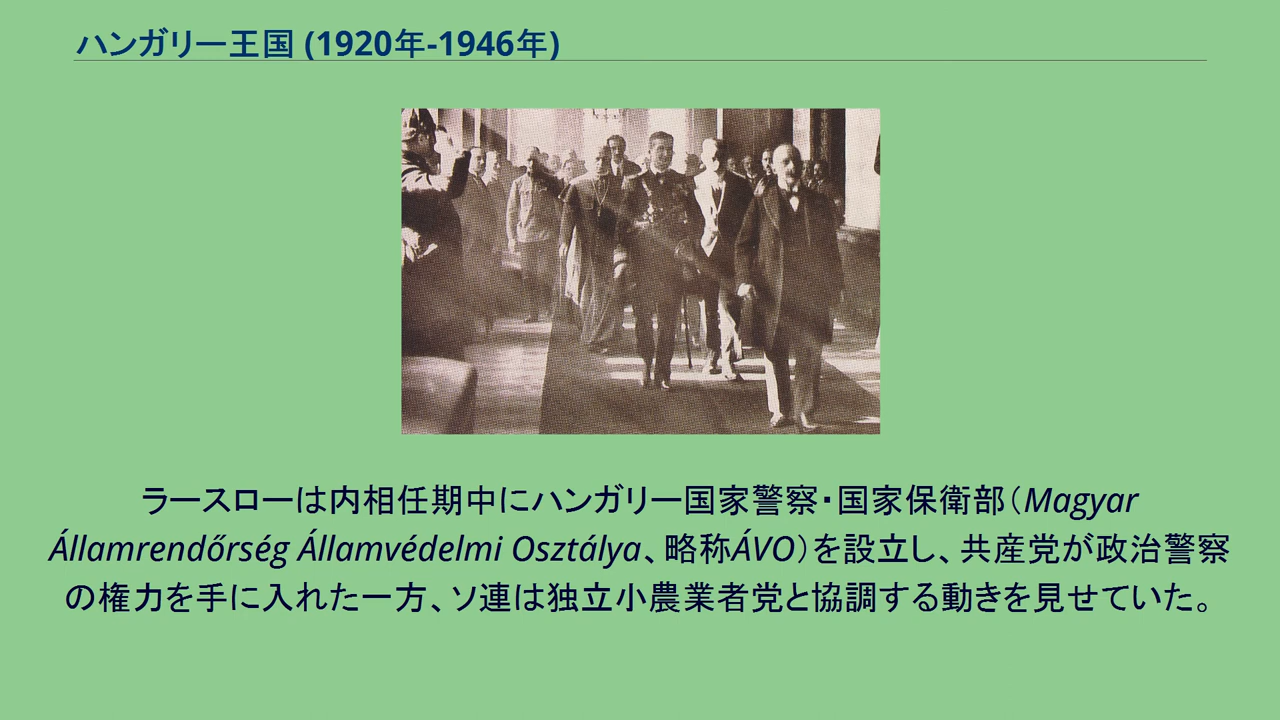 ハンガリー王国 (1920年-1946年)
ラースローは内相任期中にハンガリー国家警察・国家保衛部（Magyar
Államrendőrség Államvédelmi Osztálya、略称ÁVO）を設立し、共産党が政治警察
の権力を手に入れた一方、ソ連は独立小農業者党と協調する動きを見せていた。